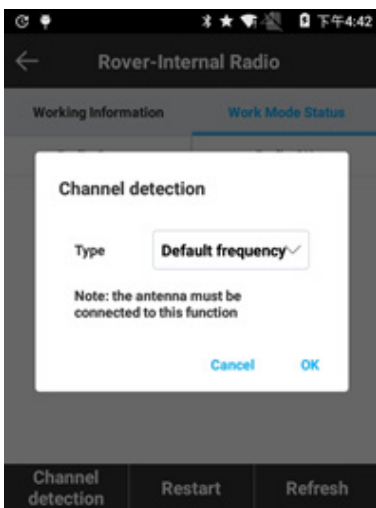 下午4:42
Rover-Internal Radio
Working Information
Work Mode Status
Channel detection
Type
Default frequency
Note: the antenna must be
connected to this function
Cancel
OK
Channel
detection
Restart
Refresh